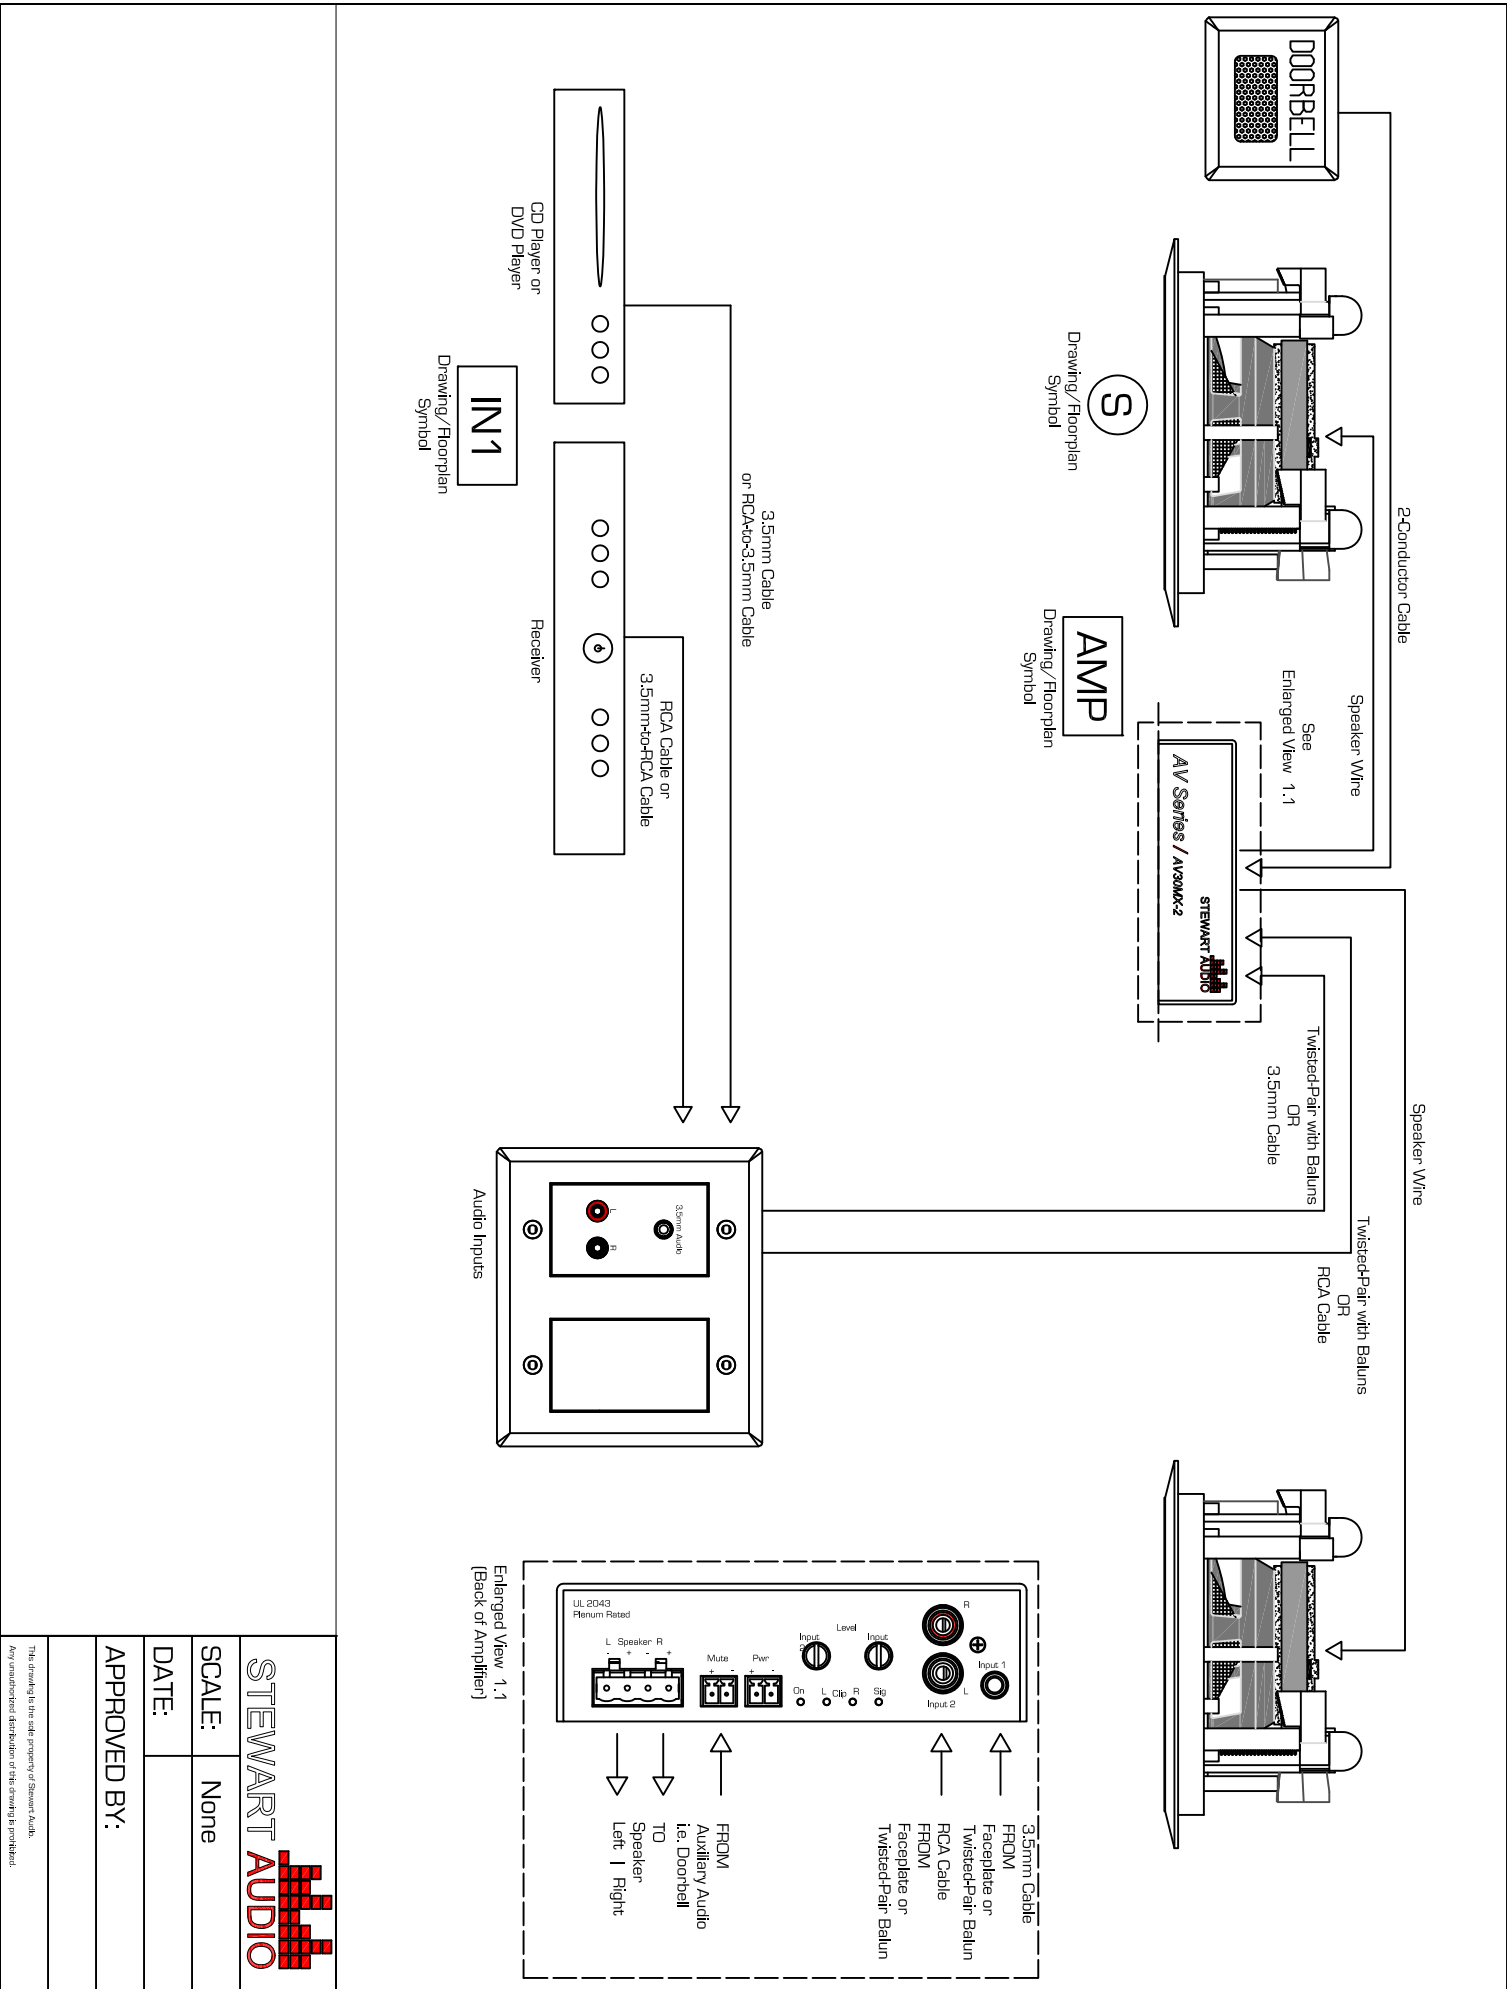 DOORBELL
2-Conductor Cable
Speaker Wire
See
Enlarged View 1.1
S
Drawing/Floorplan
Symbol
AMP
Drawing/Floorplan
Symbol
AV Series / AV30MX-2
STEWART AUDIO
Speaker Wire
Twisted-Pair with Baluns
OR
RCA Cable
Twisted-Pair with Baluns
OR
3.5mm Cable
3.5mm Cable
or RCA-to-3.5mm Cable
RCA Cable or
3.5mm-to-RCA Cable
CD Player or
DVD Player
IN1
Drawing/Floorplan
Symbol
Receiver
3.5mm Audio
L
R
Audio Inputs
UL 2043
Plenum Rated
L Speaker R
- + - +
Mute
+ -
Pwr
+ -
Level
Input
Input
On
L Clip R
Sig
R
L
Input 1
Input 2
3.5mm Cable
FROM
Faceplate or
Twisted-Pair Balun
RCA Cable
FROM
Faceplate or
Twisted-Pair Balun
FROM
Auxiliary Audio
i.e. Doorbell
TO
Speaker
Left | Right
Enlarged View 1.1
(Back of Amplifier)
STEWART AUDIO
SCALE: None
DATE:
APPROVED BY:
This drawing is the sole property of Stewart Audio.
Any unauthorized distribution of this drawing is prohibited.